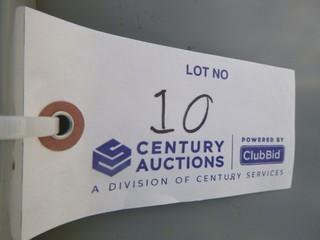 LOT NO
10
CENTURY AUCTIONS
POWERED BY
ClubBid
A DIVISION OF CENTURY SERVICES